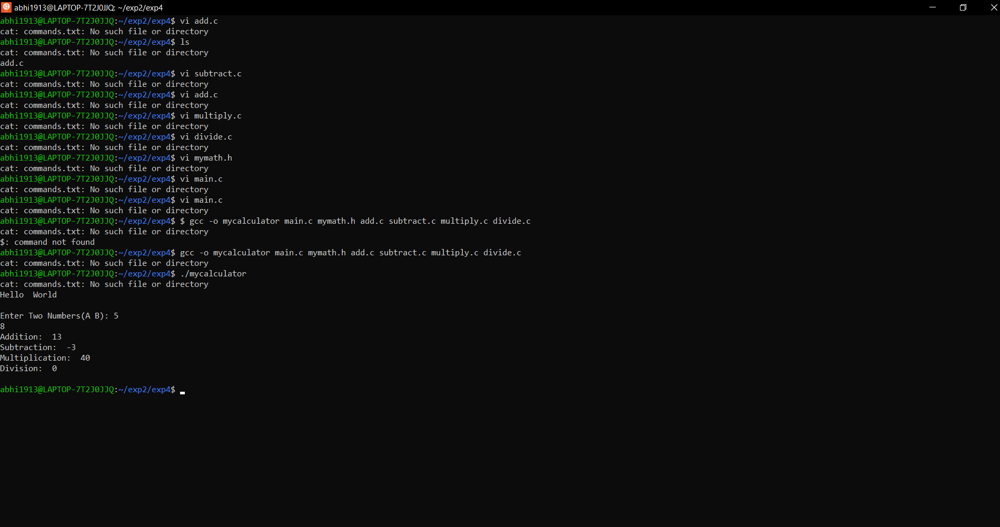 abhi1913@LAPTOP-7T2J0JJQ: ~/exp2/exp4
abhi1913@LAPTOP-7T2J0JJQ:~/exp2/exp4$ vi add.c
cat: commands.txt: No such file or directory
abhi1913@LAPTOP-7T2J0JJQ:~/exp2/exp4$ ls
cat: commands.txt: No such file or directory
add.c
abhi1913@LAPTOP-7T2J0JJQ:~/exp2/exp4$ vi subtract.c
cat: commands.txt: No such file or directory
abhi1913@LAPTOP-7T2J0JJQ:~/exp2/exp4$ vi add.c
cat: commands.txt: No such file or directory
abhi1913@LAPTOP-7T2J0JJQ:~/exp2/exp4$ vi multiply.c
cat: commands.txt: No such file or directory
abhi1913@LAPTOP-7T2J0JJQ:~/exp2/exp4$ vi divide.c
cat: commands.txt: No such file or directory
abhi1913@LAPTOP-7T2J0JJQ:~/exp2/exp4$ vi mymath.h
cat: commands.txt: No such file or directory
abhi1913@LAPTOP-7T2J0JJQ:~/exp2/exp4$ vi main.c
cat: commands.txt: No such file or directory
abhi1913@LAPTOP-7T2J0JJQ:~/exp2/exp4$ vi main.c
cat: commands.txt: No such file or directory
abhi1913@LAPTOP-7T2J0JJQ:~/exp2/exp4$ $ gcc -o mycalculator main.c mymath.h add.c subtract.c multiply.c divide.c
cat: commands.txt: No such file or directory
$: command not found
abhi1913@LAPTOP-7T2J0JJQ:~/exp2/exp4$ gcc -o mycalculator main.c mymath.h add.c subtract.c multiply.c divide.c
cat: commands.txt: No such file or directory
abhi1913@LAPTOP-7T2J0JJQ:~/exp2/exp4$ ./mycalculator
cat: commands.txt: No such file or directory
Hello  World
Enter Two Numbers(A B): 5
8
Addition:  13
Subtraction:  -3
Multiplication:  40
Division:  0
abhi1913@LAPTOP-7T2J0JJQ:~/exp2/exp4$